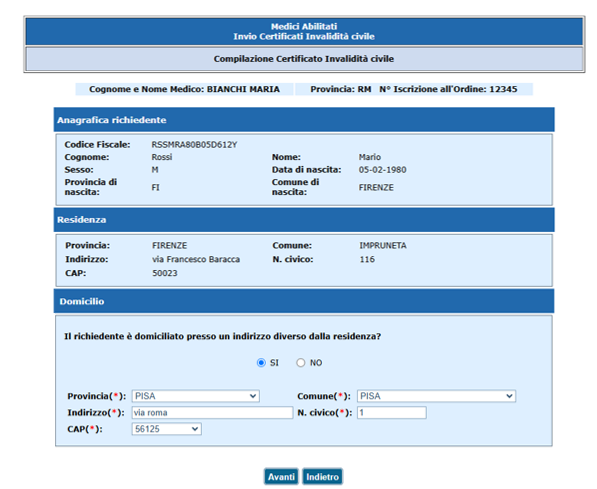 Medici Abilitati
Invio Certificati Invalidità civile
Compilazione Certificato Invalidità civile
Cognome e Nome Medico: BIANCHI MARIA Provincia: RM N° Iscrizione all'Ordine: 12345
Anagrafica richiedente
Codice Fiscale: RSSMRA80B05D612Y
Cognome: Rossi Nome: Mario
Sesso: M Data di nascita: 05-02-1980
Provincia di nascita: FI Comune di nascita: FIRENZE
Residenza
Provincia: FIRENZE Comune: IMPRUNETA
Indirizzo: via Francesco Baracca N. civico: 116
CAP: 50023
Domicilio
Il richiedente è domiciliato presso un indirizzo diverso dalla residenza?
SI NO
Provincia(*): PISA Comune(*): PISA
Indirizzo(*): via roma N. civico(*): 1
CAP(*): 56125
Avanti Indietro